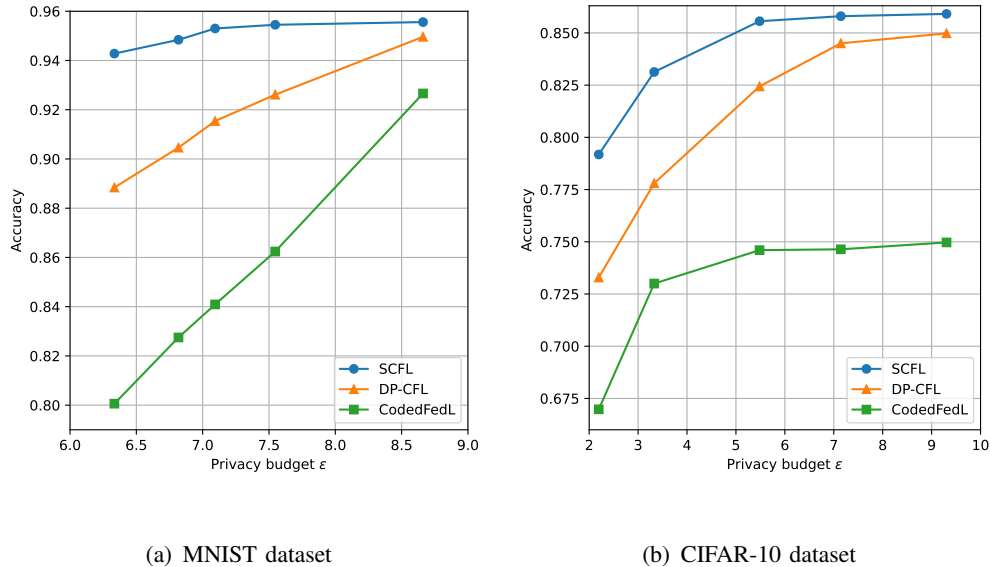 0.96
0.94
0.92
0.90
0.88
0.86
0.84
0.82
0.80
Accuracy
6.0 6.5 7.0 7.5 8.0 8.5 9.0
Privacy budget ε
SCFL
DP-CFL
CodedFedL
(a) MNIST dataset
0.850
0.825
0.800
0.775
0.750
0.725
0.700
0.675
Accuracy
2 3 4 5 6 7 8 9 10
Privacy budget ε
SCFL
DP-CFL
CodedFedL
(b) CIFAR-10 dataset